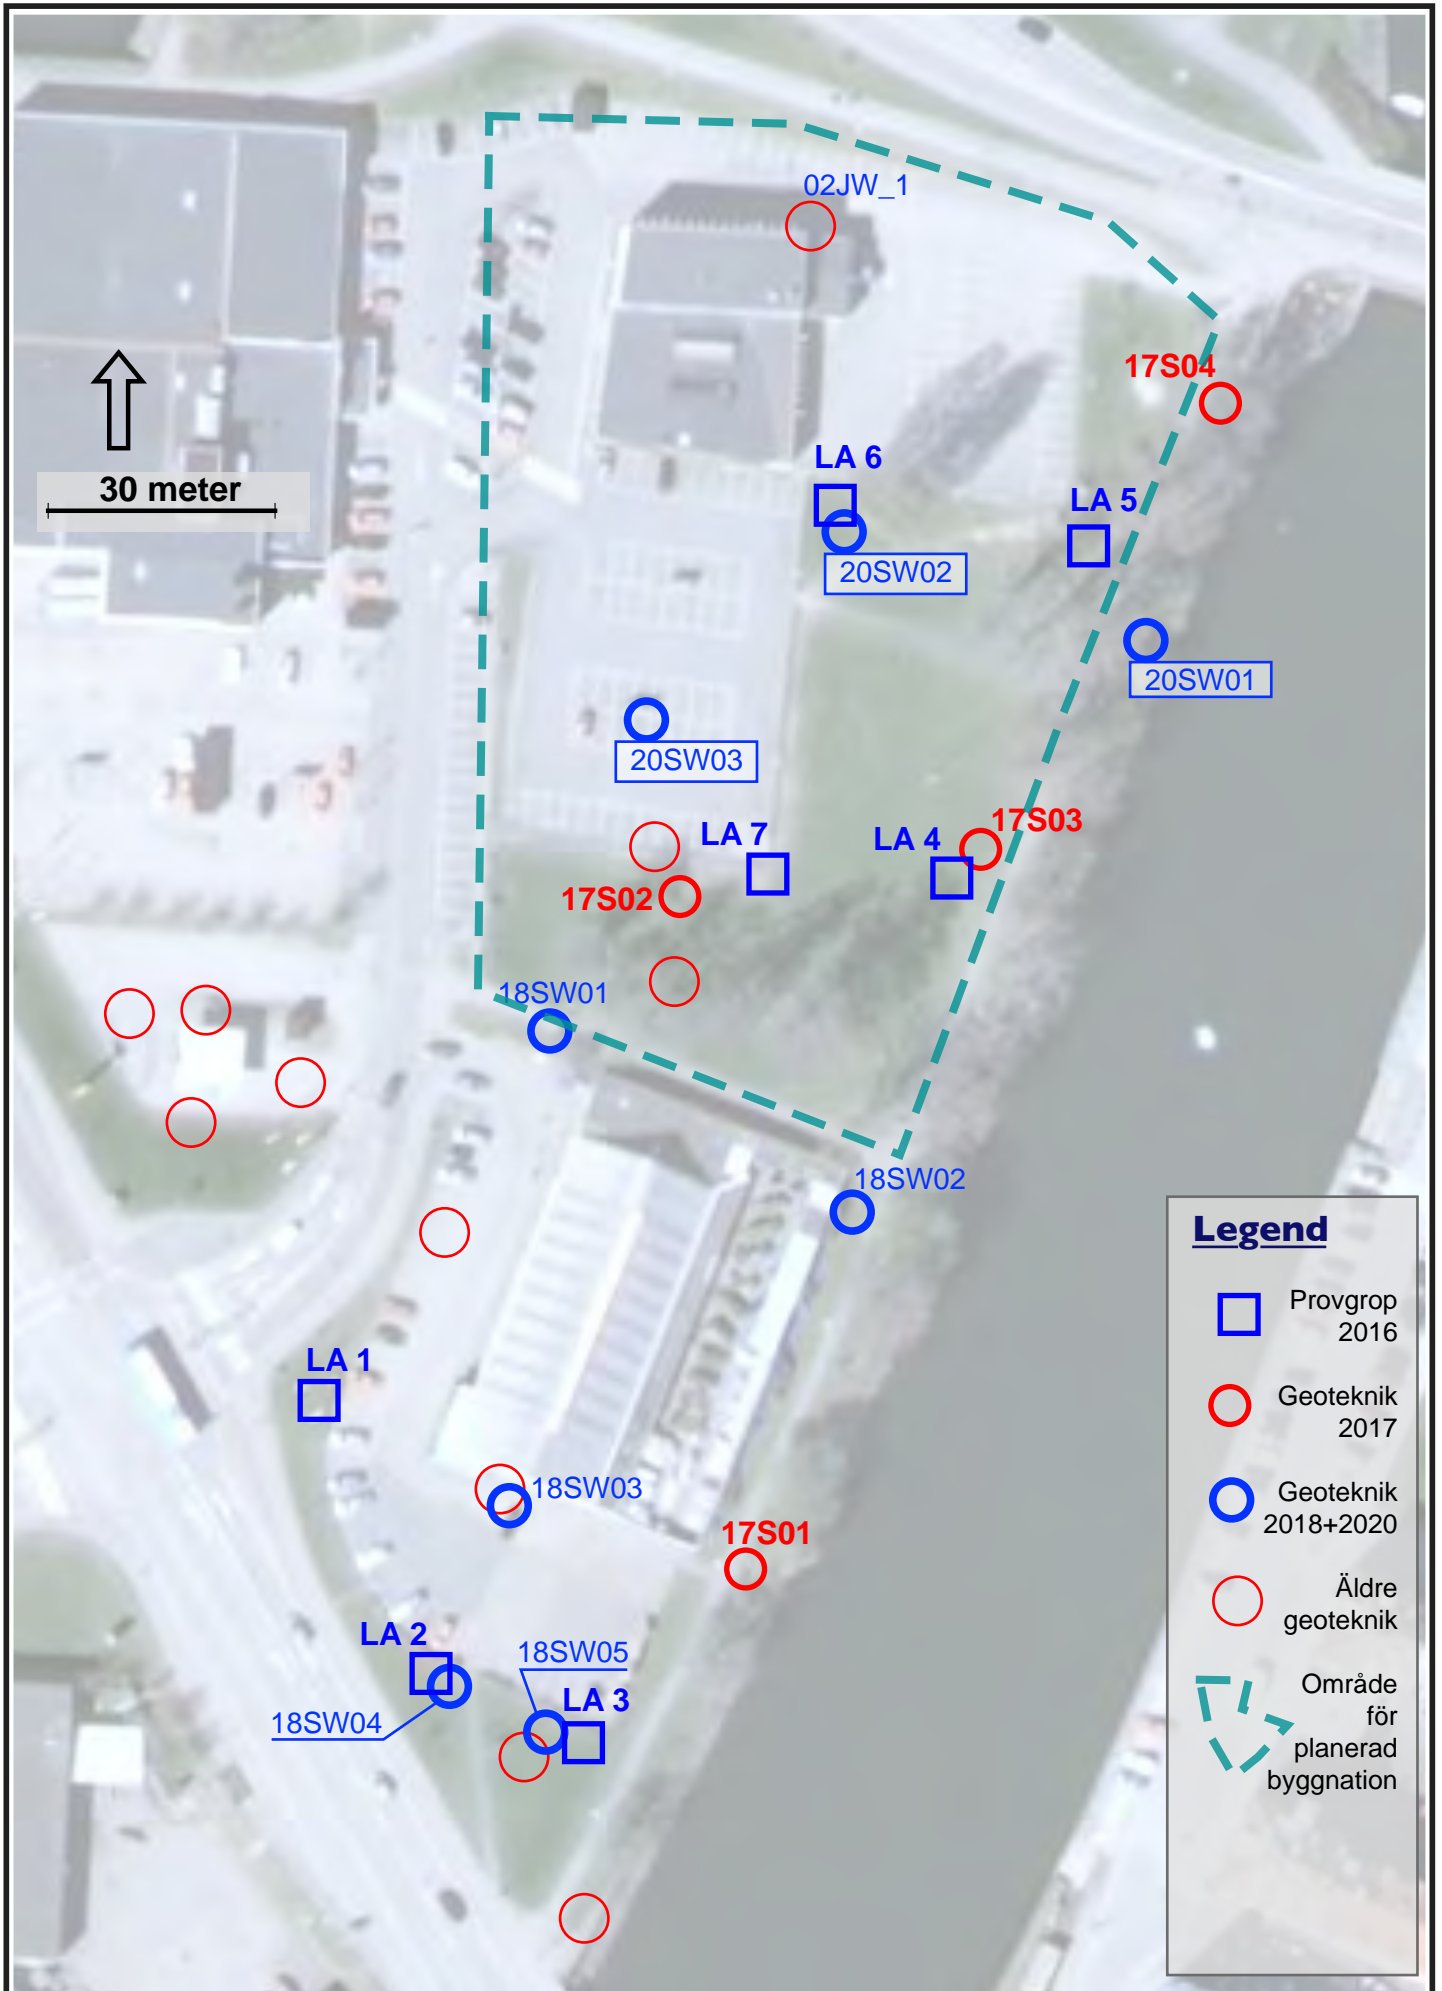 02JW_1
17S04
LA 6
30 meter
LA 5
20SW02
20SW01
20SW03
17S03
LA 7
LA 4
17S02
18SW01
18SW02
Legend
Provgrop
2016
LA 1
Geoteknik
2017
18SW03
Geoteknik
2018+2020
17S01
Äldre
geoteknik
LA 2
18SW05
LA 3
18SW04
Område
för
planerad
byggnation